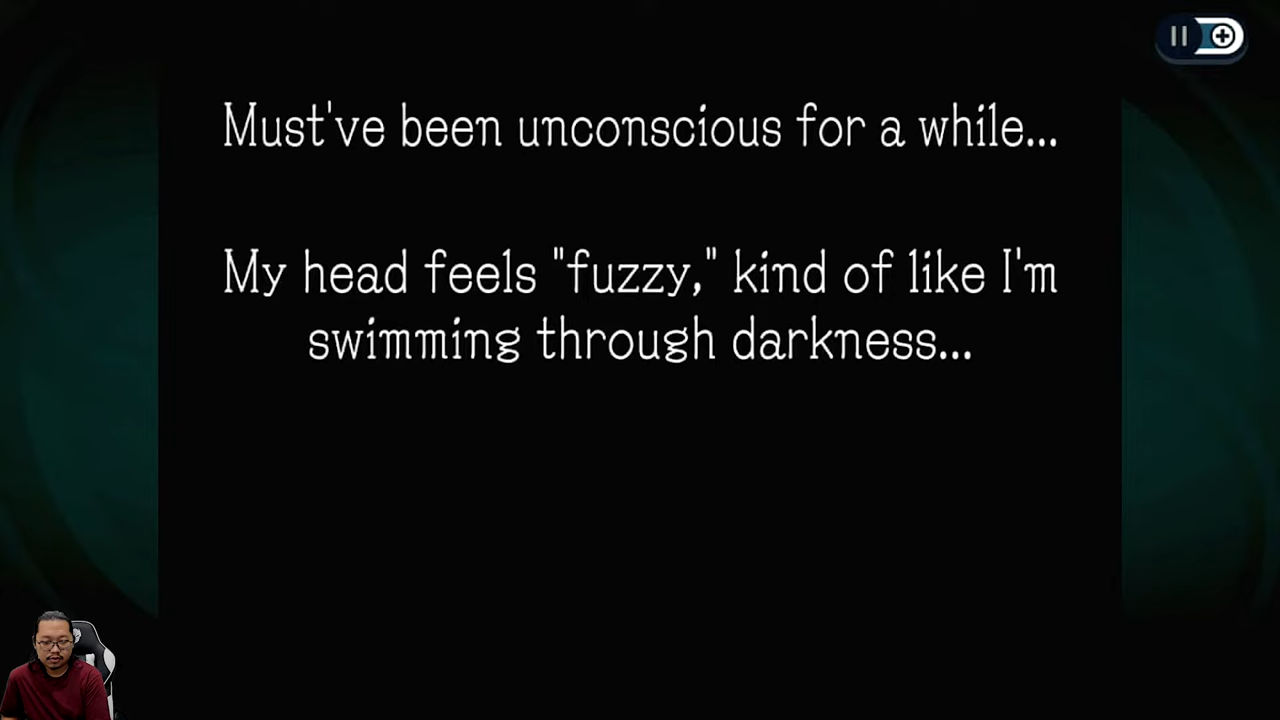 Must've been unconscious for a while...
My head feels "fuzzy," kind of like I'm
swimming through darkness...